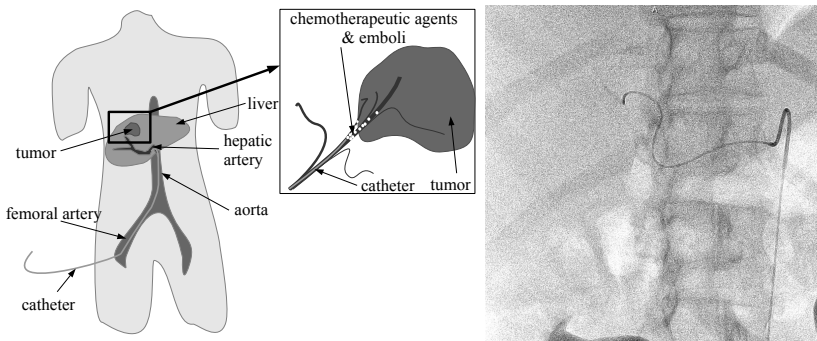 chemotherapeutic agents
& emboli
liver
tumor
hepatic
artery
catheter
tumor
femoral artery
aorta
catheter